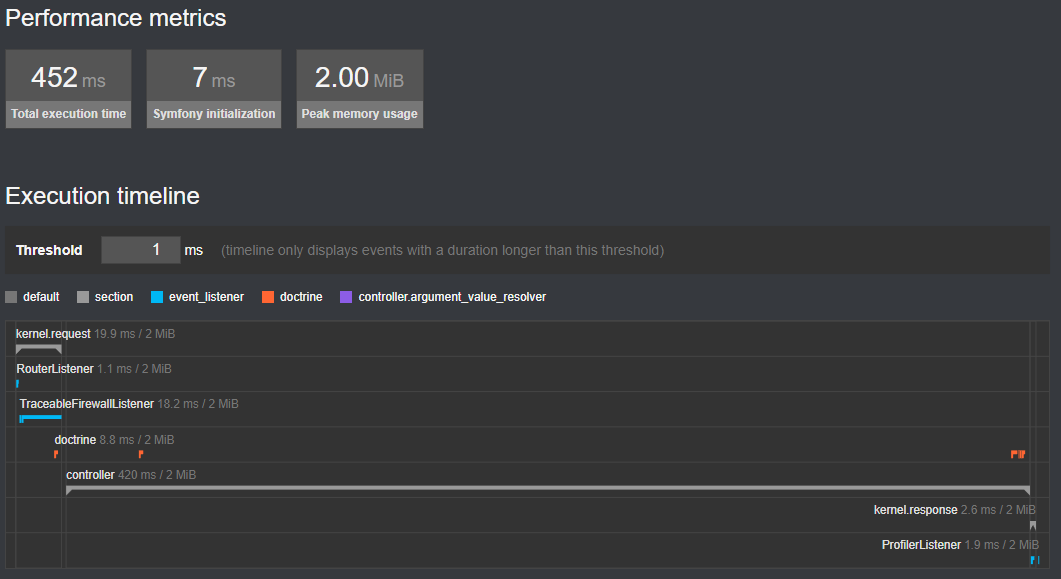 Performance metrics
452 ms
Total execution time
7 ms
Symfony initialization
2.00 MiB
Peak memory usage
Execution timeline
Threshold 1 ms (timeline only displays events with a duration longer than this threshold)
default section event_listener doctrine controller.argument_value_resolver
kernel.request 19.9 ms / 2 MiB
RouterListener 1.1 ms / 2 MiB
TraceableFirewallListener 18.2 ms / 2 MiB
doctrine 8.8 ms / 2 MiB
controller 420 ms / 2 MiB
kernel.response 2.6 ms / 2 MiB
ProfilerListener 1.9 ms / 2 MiB